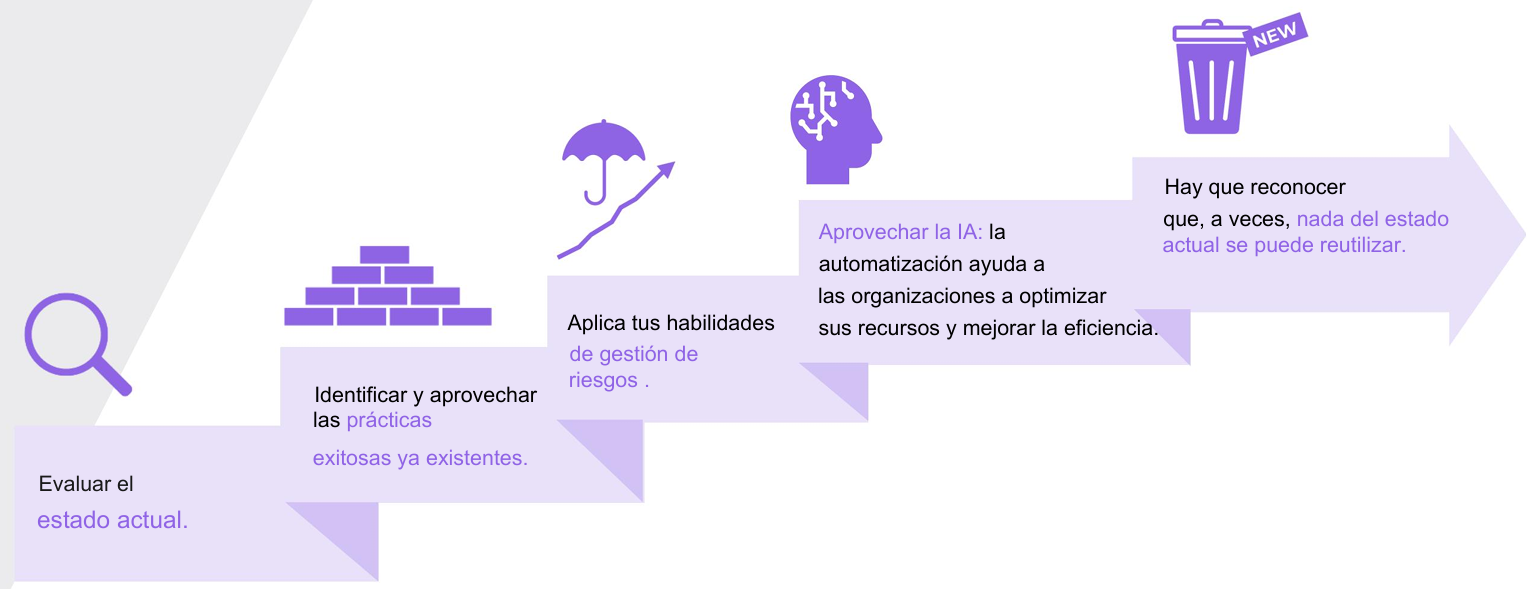 Evaluar el
estado actual.
Identificar y aprovechar
las prácticas
exitosas ya existentes.
Aplica tus habilidades
de gestión de
riesgos .
Aprovechar la IA: la
automatización ayuda a
las organizaciones a optimizar
sus recursos y mejorar la eficiencia.
NEW
Hay que reconocer
que, a veces, nada del estado
actual se puede reutilizar.